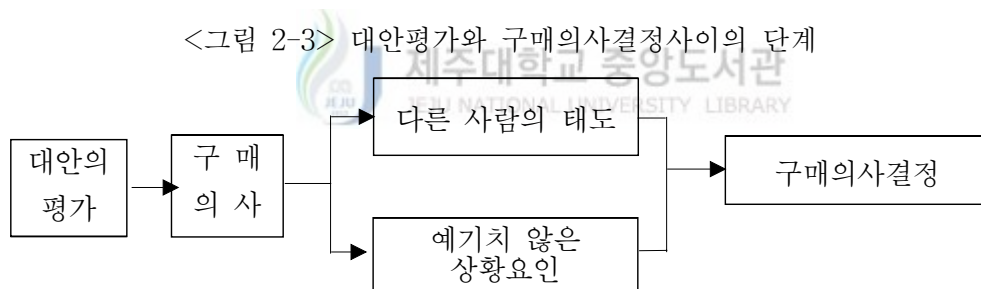 <그림 2-3> 대안평가와 구매의사결정사이의 단계
제주대학교 중앙도서관
JEJU NATIONAL UNIVERSITY LIBRARY
JEJU
다른 사람의 태도
대안의
평가
구 매
의 사
구매의사결정
예기치 않은
상황요인